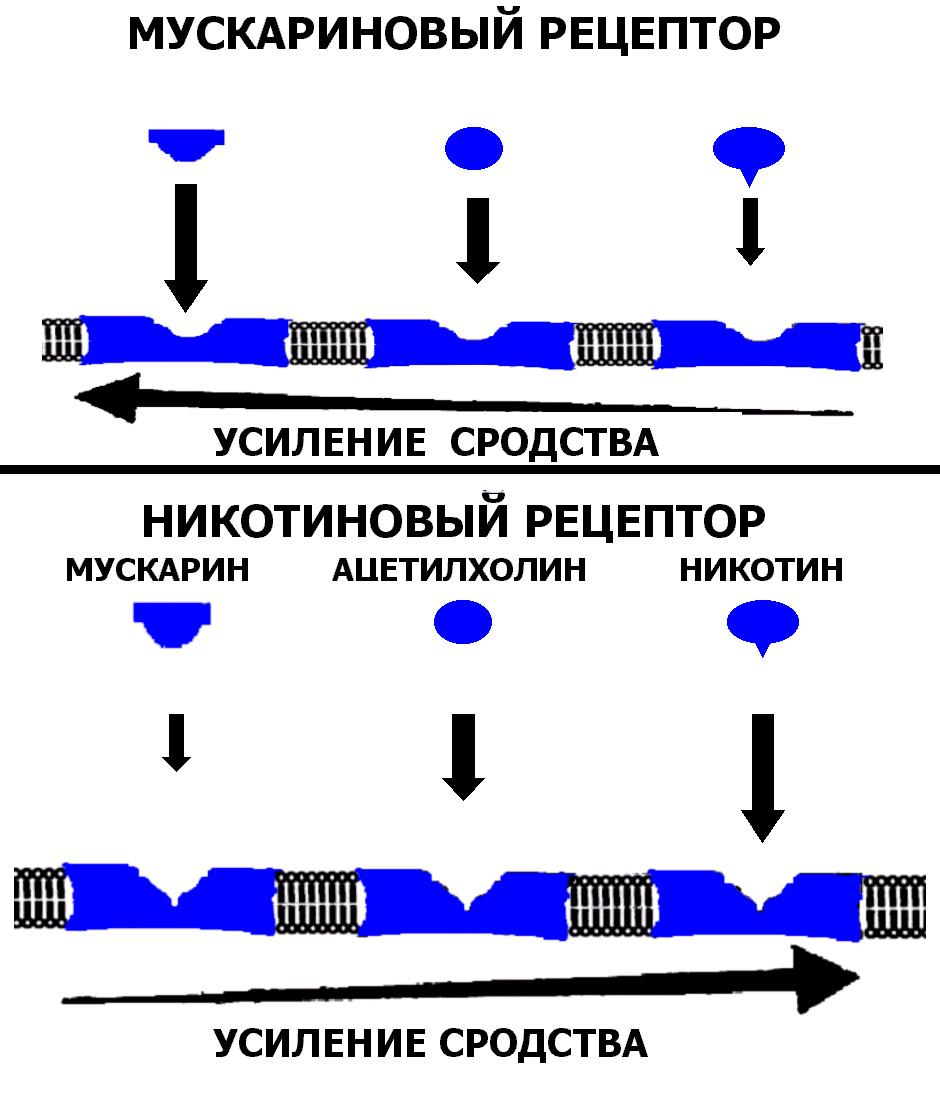 МУСКАРИНОВЫЙ РЕЦЕПТОР
УСИЛЕНИЕ СРОДСТВА
НИКОТИНОВЫЙ РЕЦЕПТОР
МУСКАРИН АЦЕТИЛХОЛИН НИКОТИН
УСИЛЕНИЕ СРОДСТВА